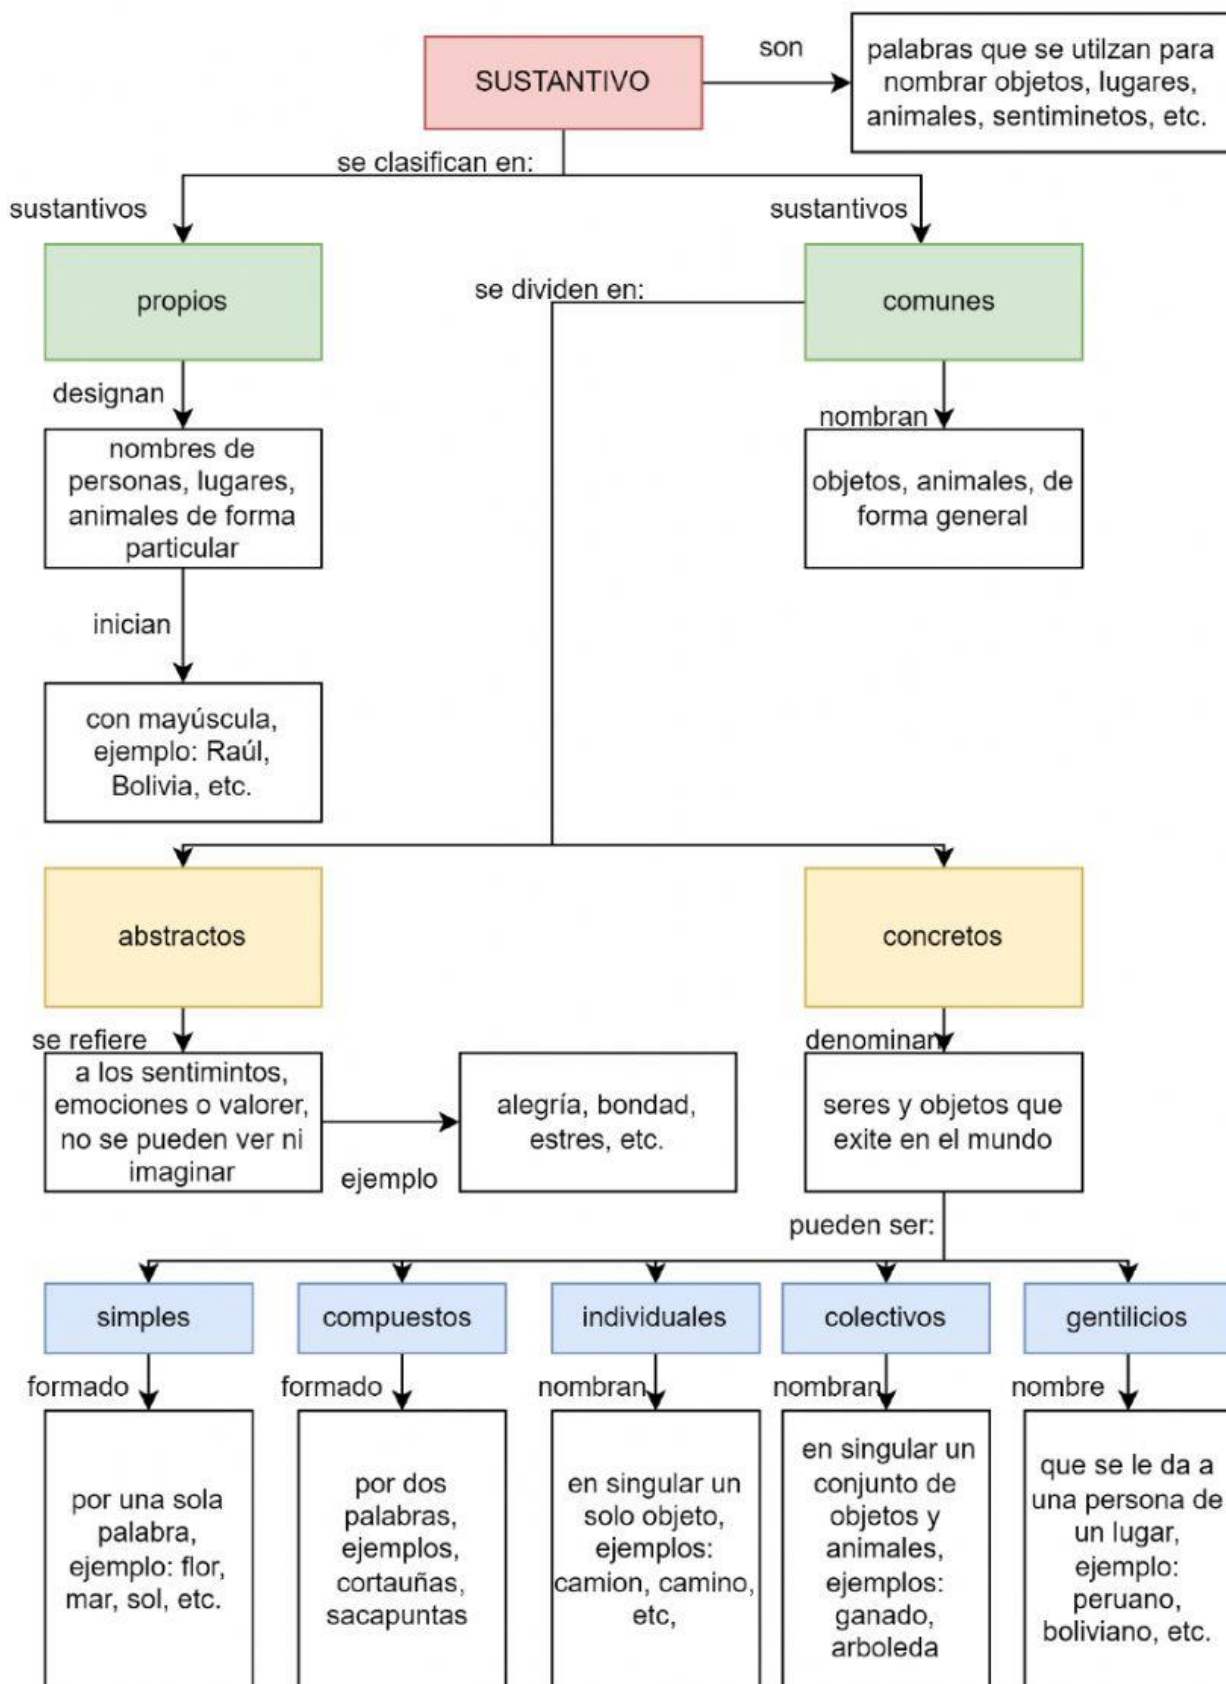 SUSTANTIVO
son
palabras que se utilzan para
nombrar objetos, lugares,
animales, sentiminetos, etc.
se clasifican en:
sustantivos
sustantivos
propios
se dividen en:
comunes
designan
nombran
nombres de
personas, lugares,
animales de forma
particular
objetos, animales, de
forma general
inician
con mayúscula,
ejemplo: Raúl,
Bolivia, etc.
abstractos
concretos
se refiere
denominan
a los sentimintos,
emociones o valorer,
no se pueden ver ni
imaginar
ejemplo
alegría, bondad,
estres, etc.
seres y objetos que
exite en el mundo
pueden ser:
simples
compuestos
individuales
colectivos
gentilicios
formado
formado
nombran
nombran
nombre
por una sola
palabra,
ejemplo: flor,
mar, sol, etc.
por dos
palabras,
ejemplos,
cortauñas,
sacapuntas
en singular un
solo objeto,
ejemplos:
camion, camino,
etc,
en singular un
conjunto de
objetos y
animales,
ejemplos:
ganado,
arboleda
que se le da a
una persona de
un lugar,
ejemplo:
peruano,
boliviano, etc.